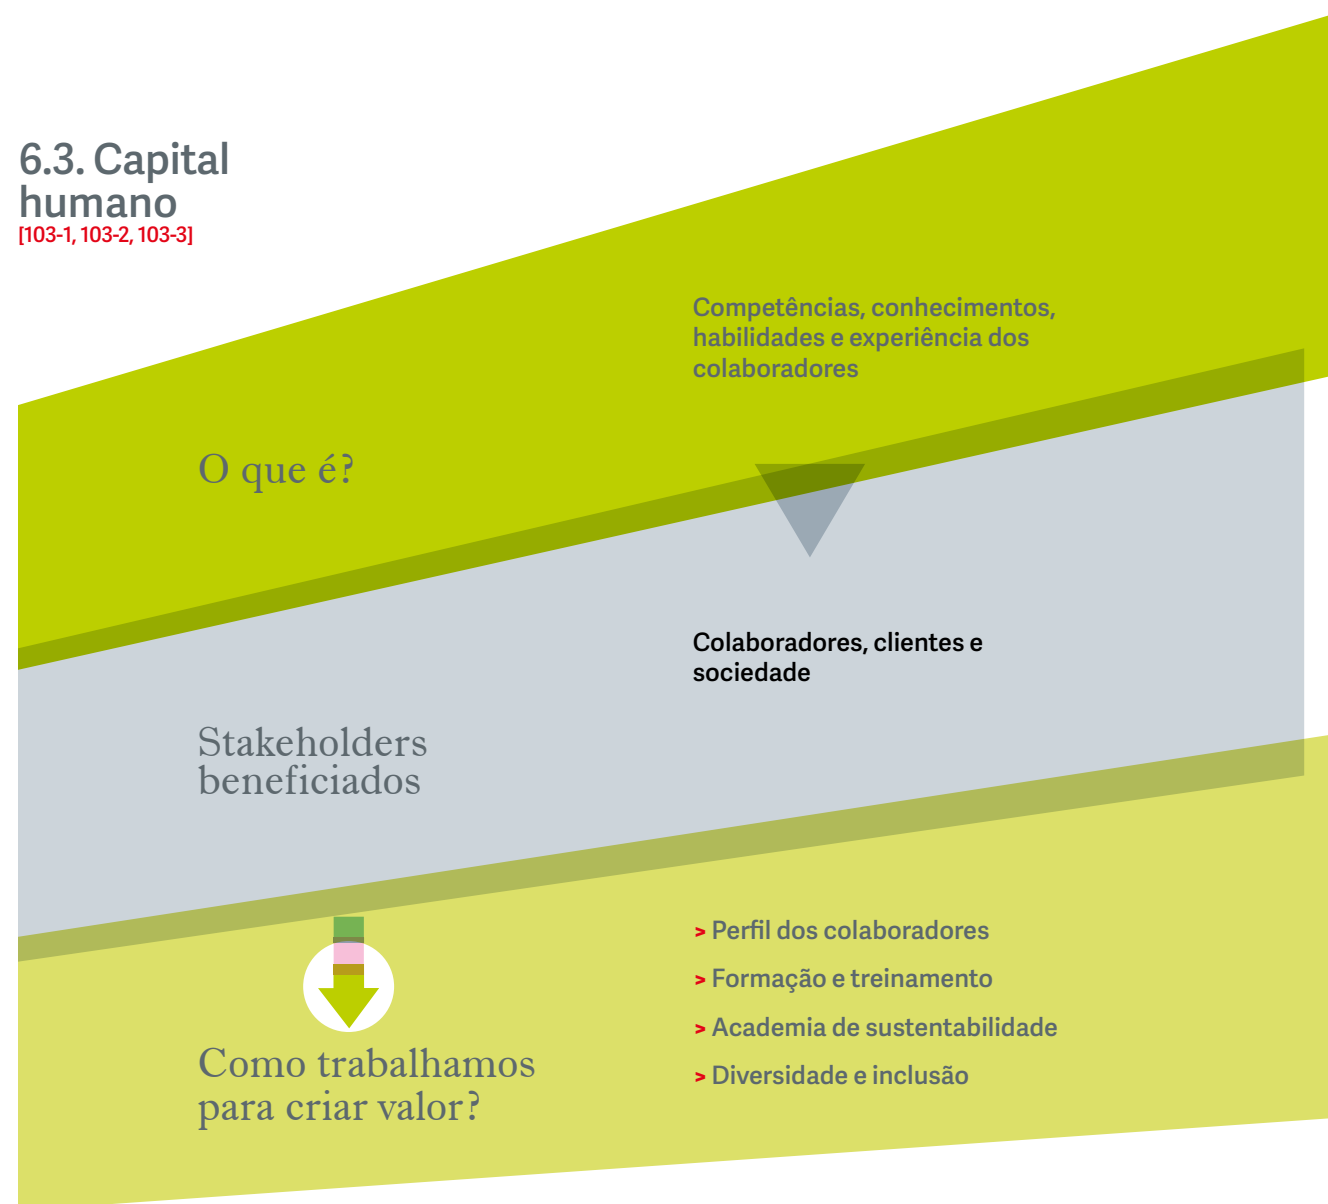 6.3. Capital
humano
[103-1, 103-2, 103-3]
O que é?
Competências, conhecimentos,
habilidades e experiência dos
colaboradores
Stakeholders
beneficiados
Colaboradores, clientes e
sociedade
Como trabalhamos
para criar valor?
> Perfil dos colaboradores
> Formação e treinamento
> Academia de sustentabilidade
> Diversidade e inclusão